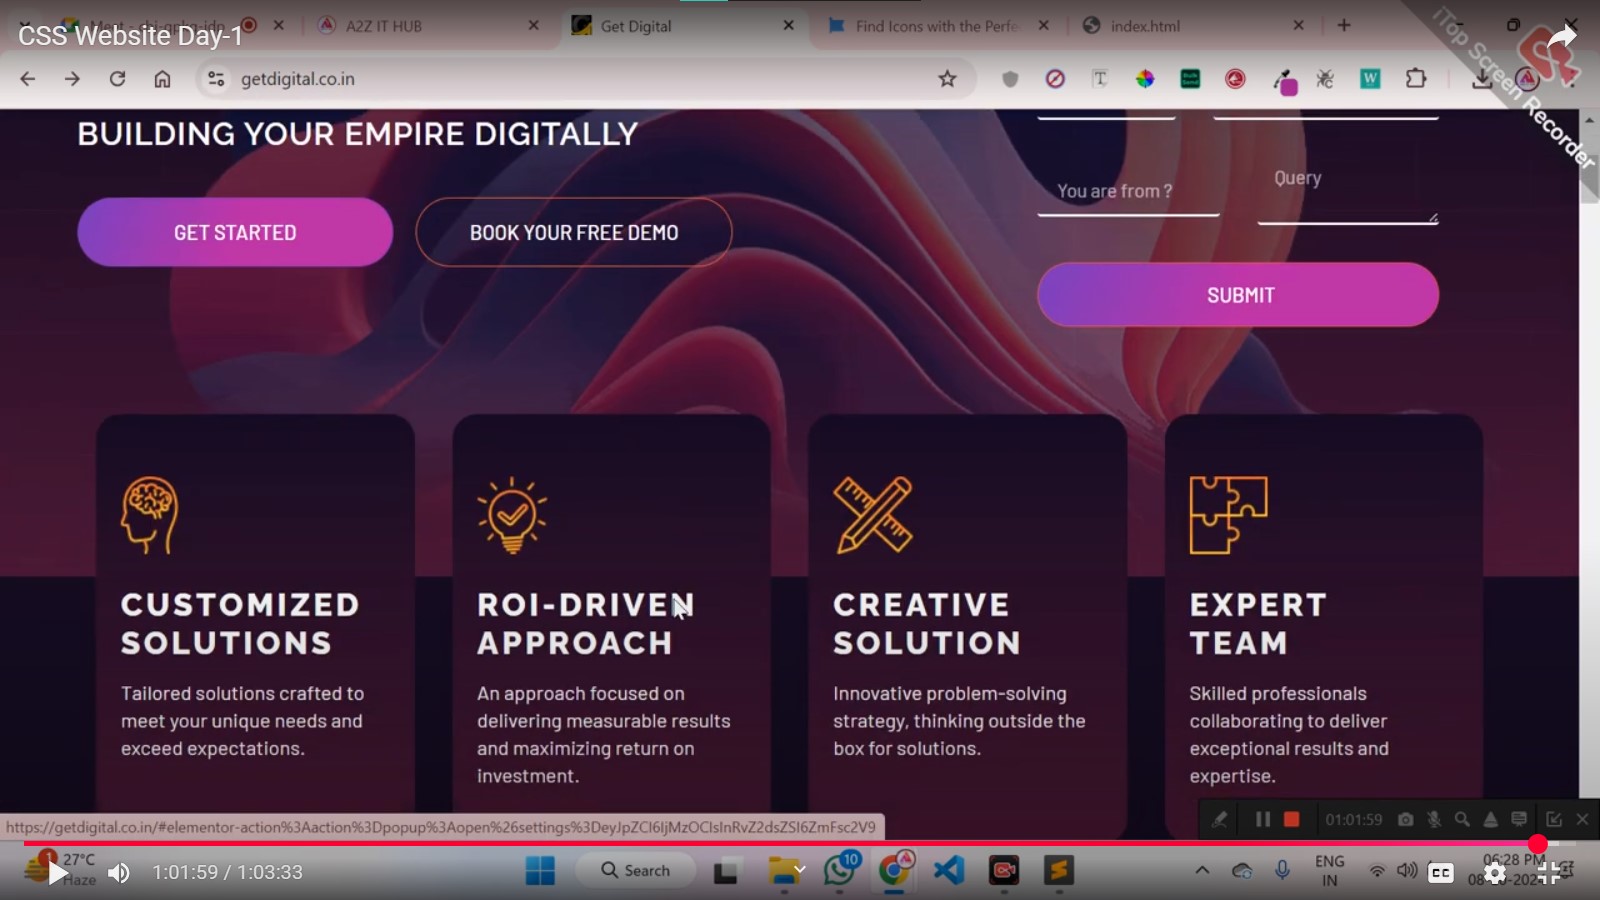 CSS Website Day-1
A2Z IT HUB
Get Digital
Find Icons with the Perfe
index.html
getdigital.co.in
iTop Screen Recorder
BUILDING YOUR EMPIRE DIGITALLY
GET STARTED
BOOK YOUR FREE DEMO
You are from ?
Query
SUBMIT
CUSTOMIZED
SOLUTIONS
Tailored solutions crafted to
meet your unique needs and
exceed expectations.
ROI-DRIVEN
APPROACH
An approach focused on
delivering measurable results
and maximizing return on
investment.
CREATIVE
SOLUTION
Innovative problem-solving
strategy, thinking outside the
box for solutions.
EXPERT
TEAM
Skilled professionals
collaborating to deliver
exceptional results and
expertise.
https://getdigital.co.in/#elementor-action%3Aaction%3Dpopup%3Aopen%26settings%3DeyJpZCI6IjMzOCIsInRvZ2dsZSI6ZmFsc2V9
01:01:59
1
27°C
Haze
1:01:59 / 1:03:33
Search
10
ENG
IN
06:28 PM
CC